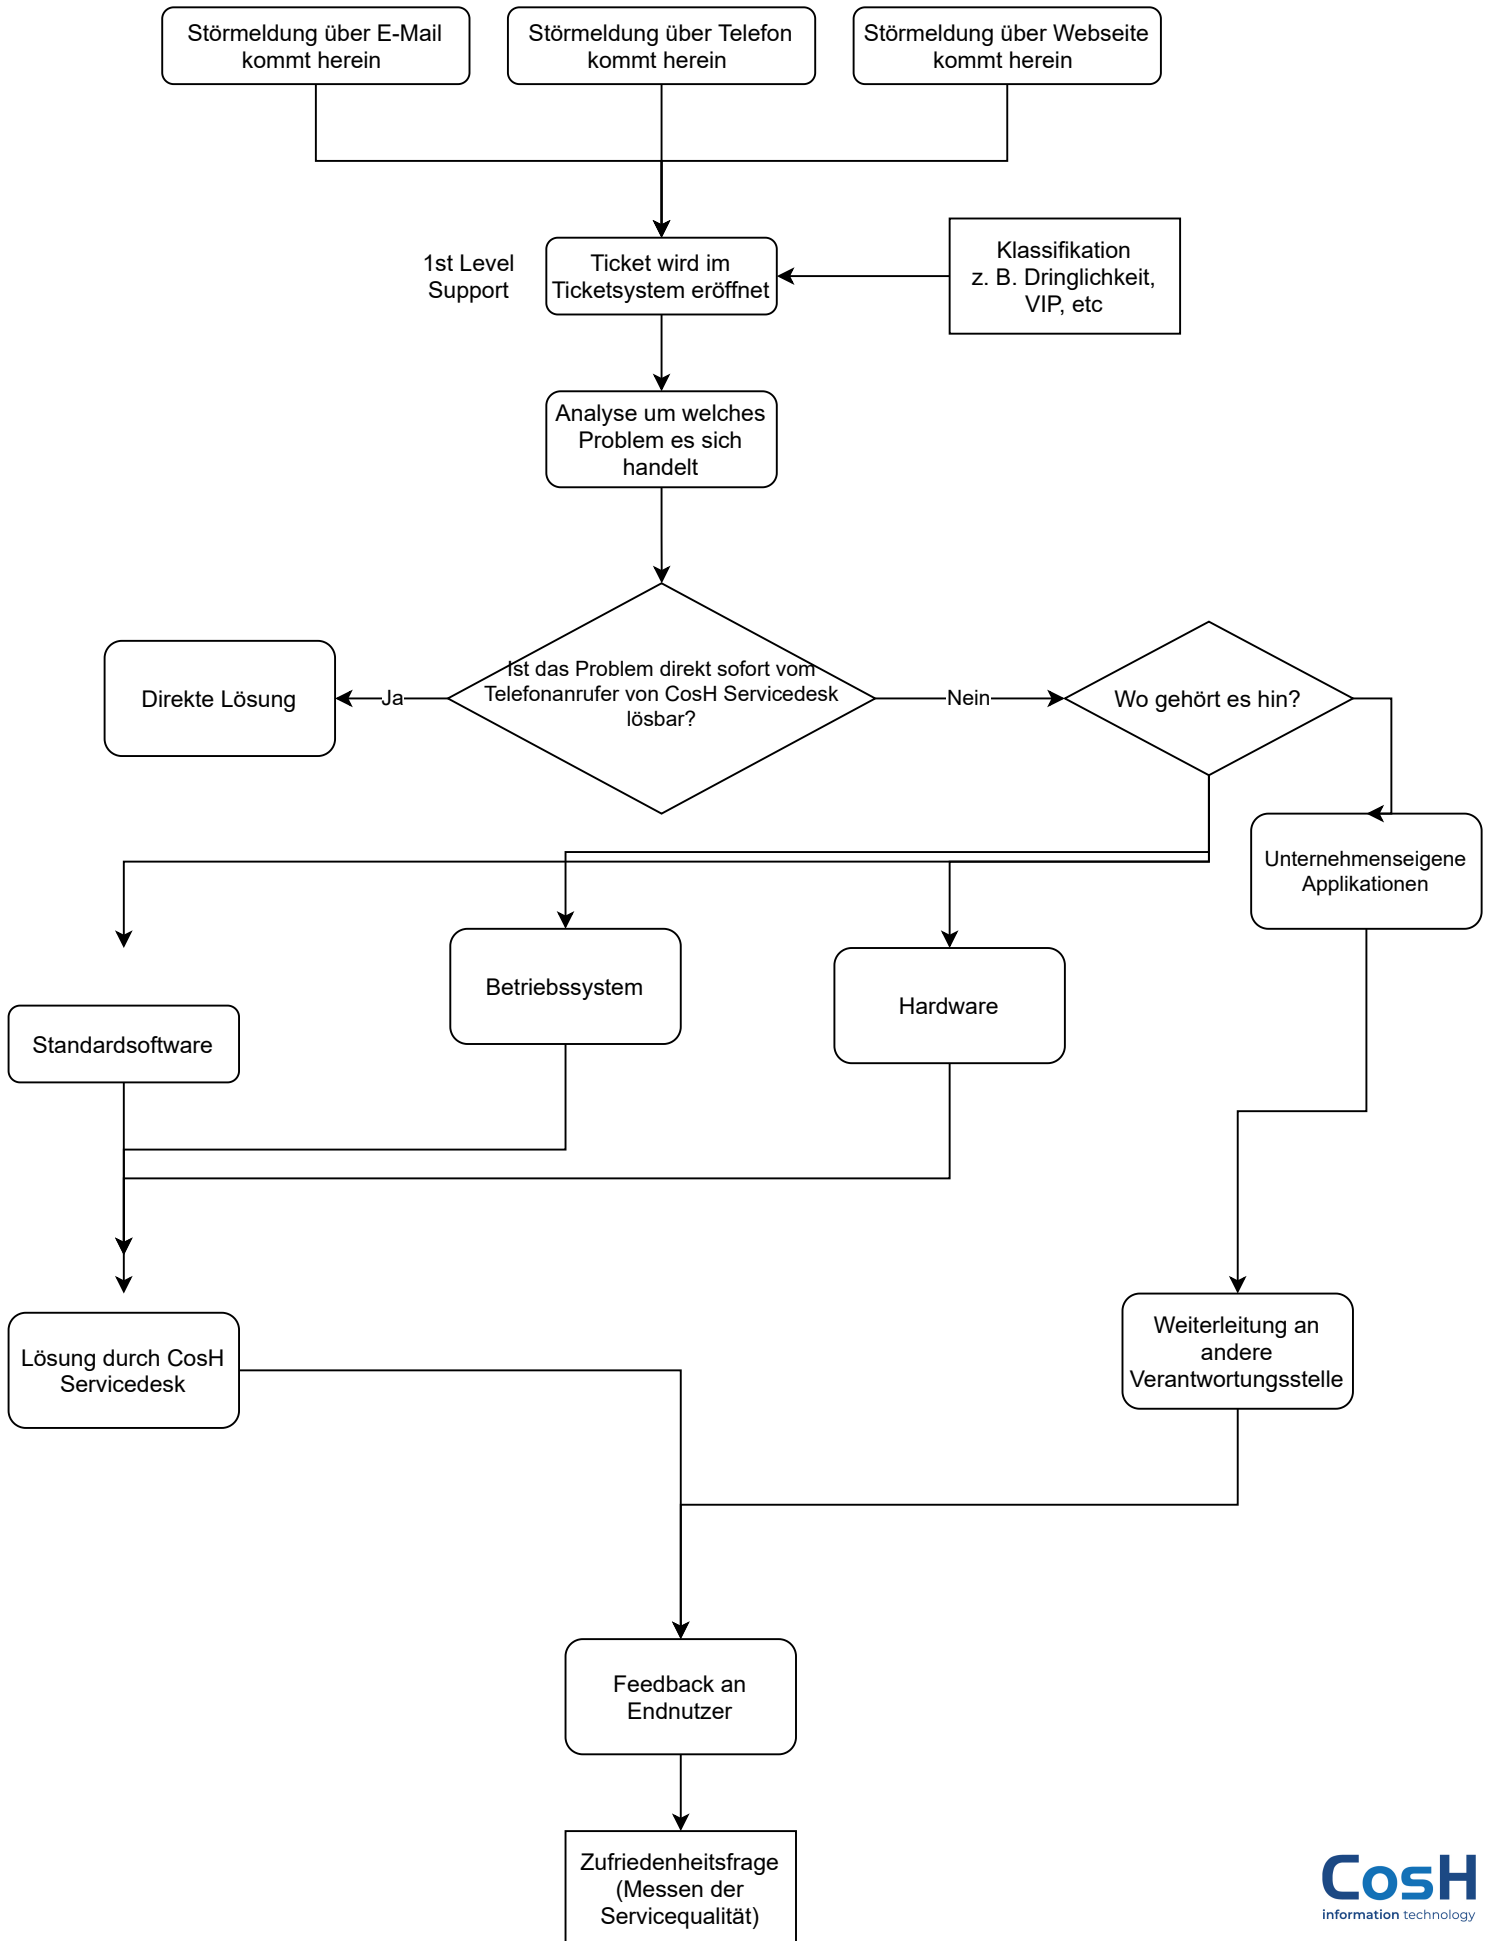 Störmeldung über E-Mail
kommt herein
Störmeldung über Telefon
kommt herein
Störmeldung über Webseite
kommt herein
1st Level
Support
Ticket wird im
Ticketsystem eröffnet
Klassifikation
z. B. Dringlichkeit,
VIP, etc
Analyse um welches
Problem es sich
handelt
Direkte Lösung
Ja
Ist das Problem direkt sofort vom
Telefonanrufer von CosH Servicedesk
lösbar?
Nein
Wo gehört es hin?
Unternehmenseigene
Applikationen
Betriebssystem
Hardware
Standardsoftware
Lösung durch CosH
Servicedesk
Weiterleitung an
andere
Verantwortungsstelle
Feedback an
Endnutzer
Zufriedenheitsfrage
(Messen der
Servicequalität)
CosH
information technology